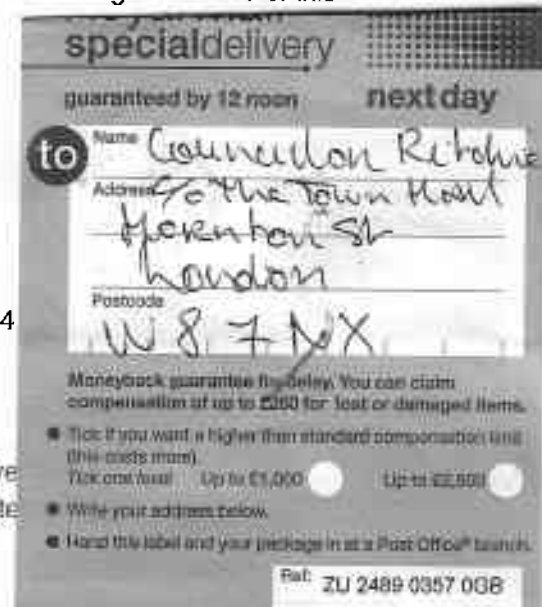 specialdelivery
guaranteed by 12 noon
next day
to
Name Councillor Ritchie
Address c/o The Town Hall
Hornton St
London
Postcode
W8 7NX
Moneyback guarantee for delay. You can claim
compensation of up to £250 for lost or damaged items.
Tick if you want a higher than standard compensation limit
(this costs more).
Tick one level Up to £1,000 Up to £2,500
Write your address below.
Hand this label and your package in at a Post Office® branch.
Ref: ZU 2489 0357 0GB
4